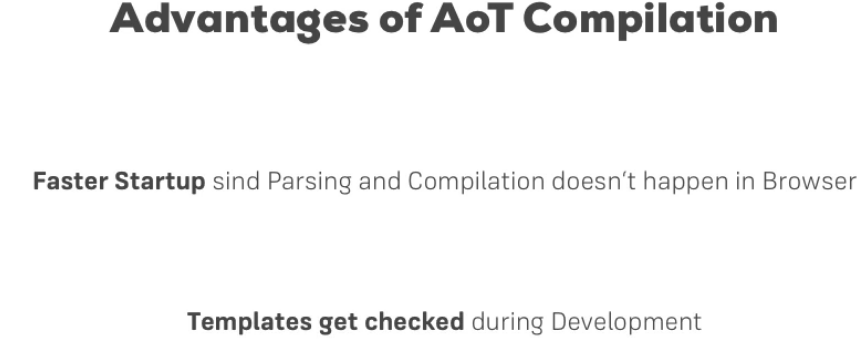 Advantages of AoT Compilation
Faster Startup sind Parsing and Compilation doesn't happen in Browser
Templates get checked during Development